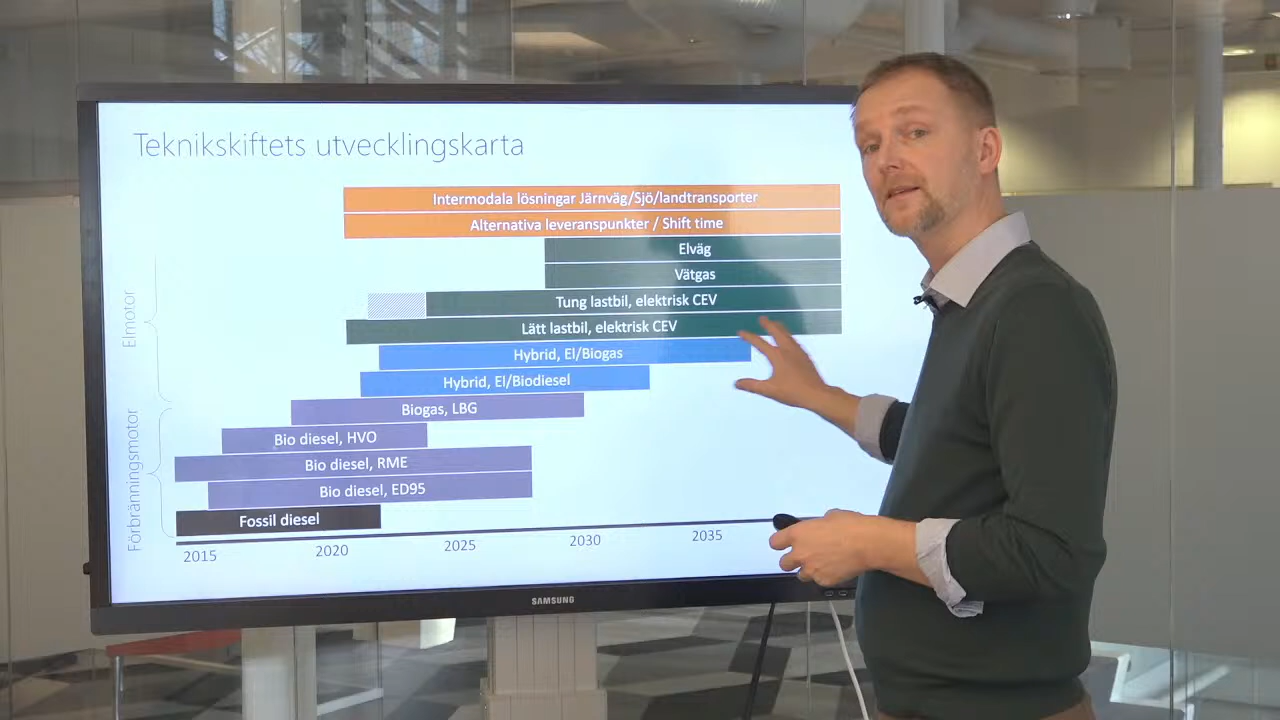 Teknikskiftets utvecklingskarta
Intermodala lösningar Järnväg/Sjö/landtransporter
Alternativa leveranspunkter / Shift time
Elväg
Vätgas
Tung lastbil, elektrisk CEV
Lätt lastbil, elektrisk CEV
Hybrid, El/Biogas
Hybrid, El/Biodiesel
Biogas, LBG
Bio diesel, HVO
Bio diesel, RME
Bio diesel, ED95
Fossil diesel
Elmotor
Förbränningsmotor
2015 2020 2025 2030 2035
SAMSUNG